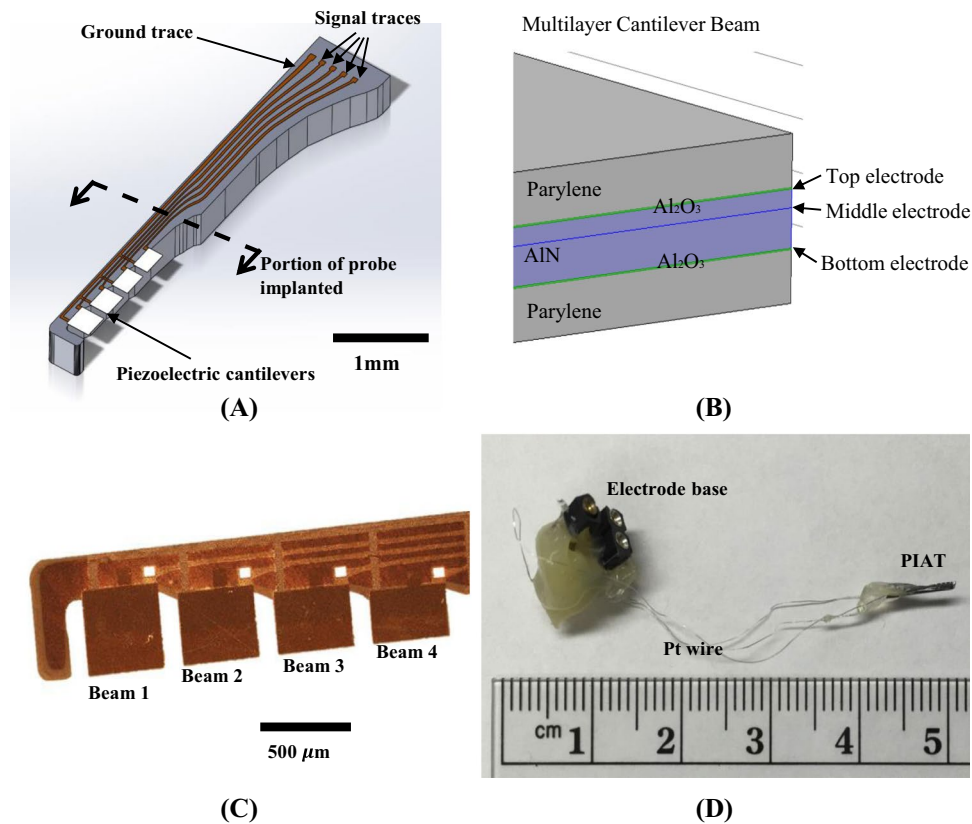 Ground trace
Signal traces
Portion of probe
implanted
1mm
Piezoelectric cantilevers
(A)
Multilayer Cantilever Beam
Parylene
Al₂O₃
AlN
Al₂O₃
Parylene
Top electrode
Middle electrode
Bottom electrode
(B)
Beam 1
Beam 2
Beam 3
Beam 4
500 μm
(C)
Electrode base
PIAT
Pt wire
cm 1 2 3 4 5
(D)